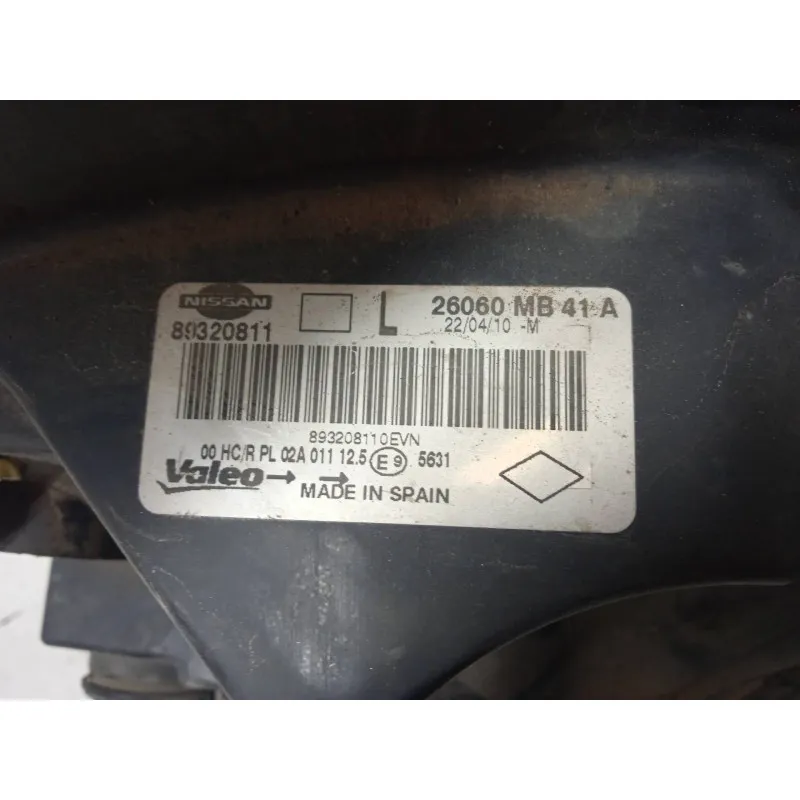 NISSAN L 26060 MB 41 A
89320811 22/04/10 -M
893208110EVN
00 HC/R PL 02A 011 12.5 E9 5631
Valeo
MADE IN SPAIN